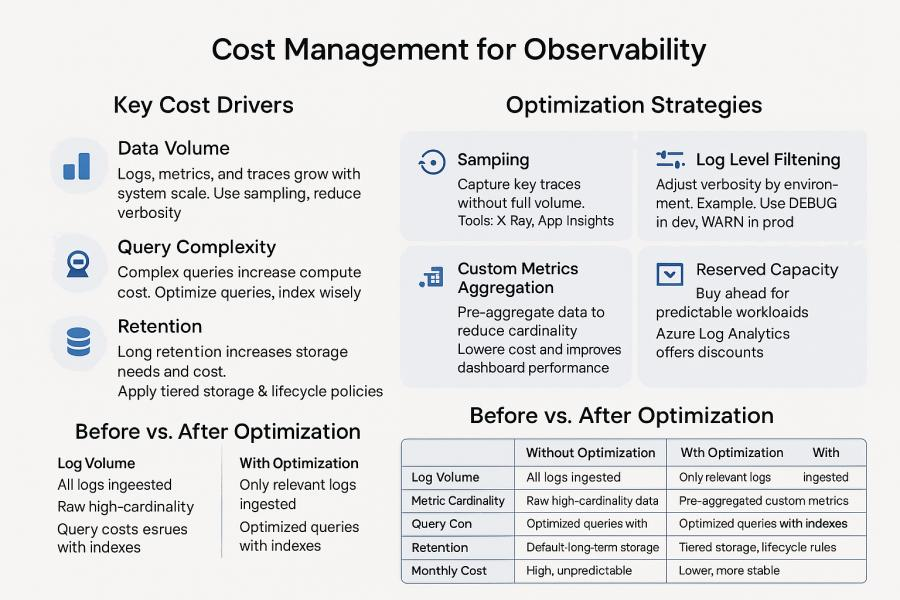 Cost Management for Observability
Key Cost Drivers
Data Volume
Logs, metrics, and traces grow with
system scale. Use sampling, reduce
verbosity
Query Complexity
Complex queries increase compute
cost. Optimize queries, index wisely
Retention
Long retention increases storage
needs and cost.
Apply tiered storage & lifecycle policies
Optimization Strategies
Sampiing
Capture key traces
without full volume.
Tools: X Ray, App Insights
Log Level Filtening
Adjust verbosity by environ-
ment. Example. Use DEBUG
in dev, WARN in prod
Custom Metrics
Aggregation
Pre-aggregate data to
reduce cardinality
Lowere cost and improves
dashboard performance
Reserved Capacity
Buy ahead for
predictable workloaids
Azure Log Analytics
offers discounts
Before vs. After Optimization
Log Volume
All logs ingeested
Raw high-cardinality
Query costs esrues
with indexes
With Optimization
Only relevant logs
ingested
Optimized queries
with indexes
Before vs. After Optimization
Without Optimization Wth Optimization With
Log Volume All logs ingested Only relevant logs ingested
Metric Cardinality Raw high-cardinality data Pre-aggregated custom metrics
Query Con Optimized queries with Optimized queries with indexes
Retention Default-long-term storage Tiered storage, lifecycle rules
Monthly Cost High, unpredictable Lower, more stable